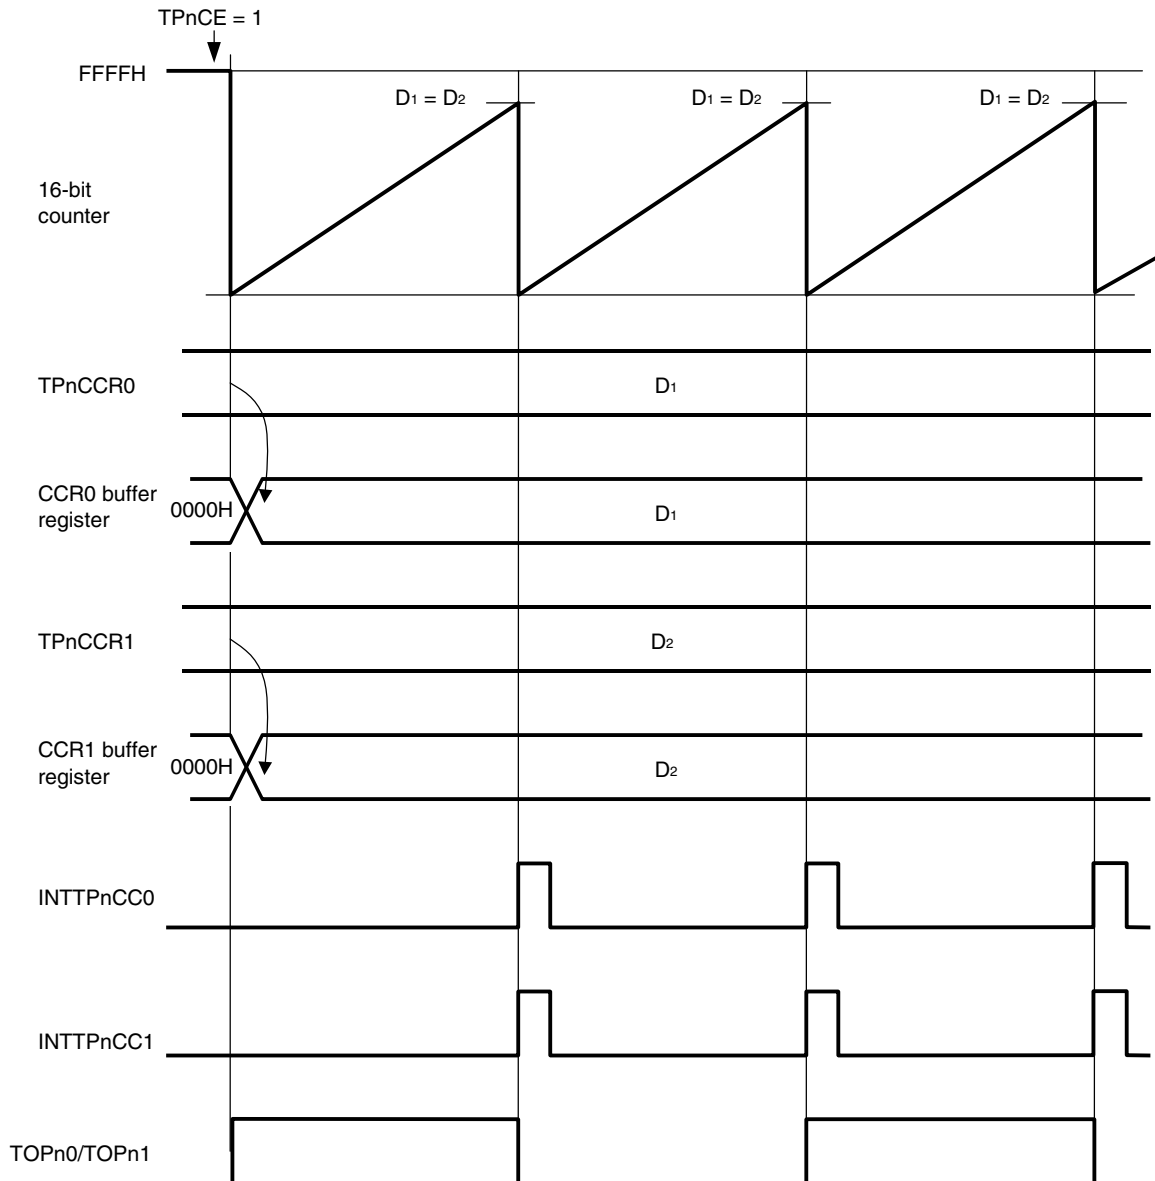 TPnCE = 1
FFFFH
D1 = D2 D1 = D2 D1 = D2
16-bit
counter
TPnCCR0
D1
CCR0 buffer
register
0000H
D1
TPnCCR1
D2
CCR1 buffer
register
0000H
D2
INTTPnCC0
INTTPnCC1
TOPn0/TOPn1